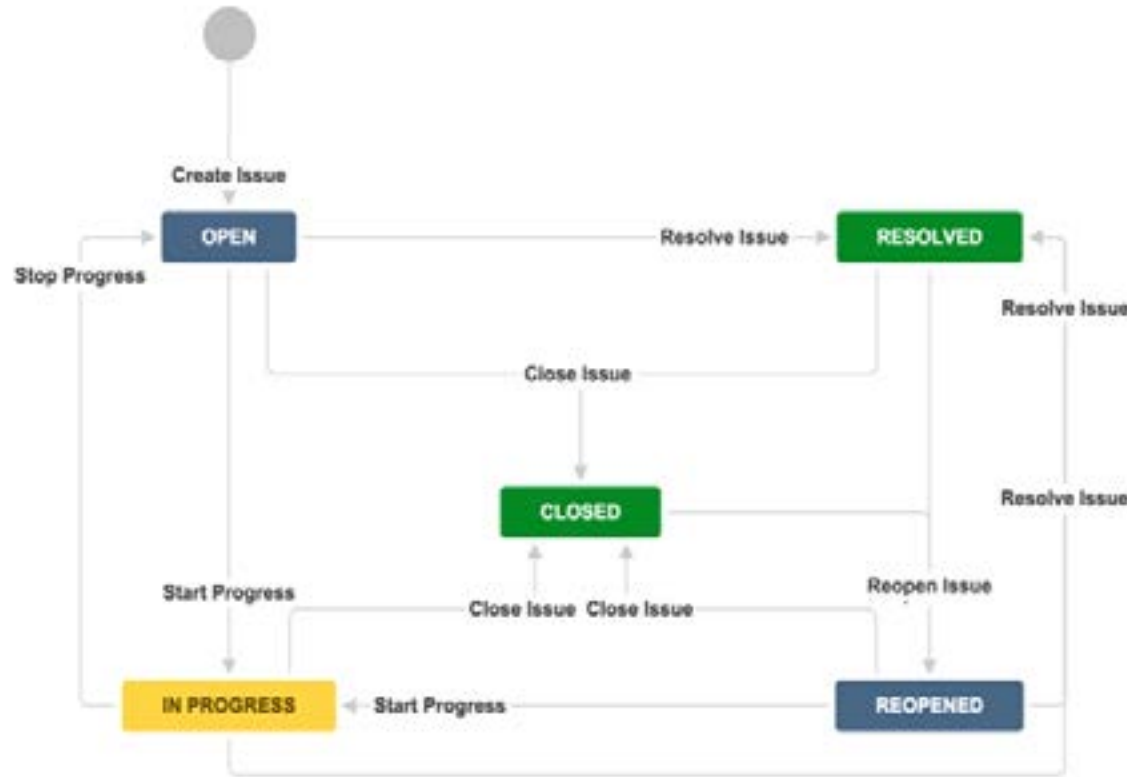 Create Issue
OPEN
Resolve Issue
RESOLVED
Stop Progress
Resolve Issue
Close Issue
CLOSED
Resolve Issue
Start Progress
Close Issue
Close Issue
Reopen Issue
IN PROGRESS
Start Progress
REOPENED